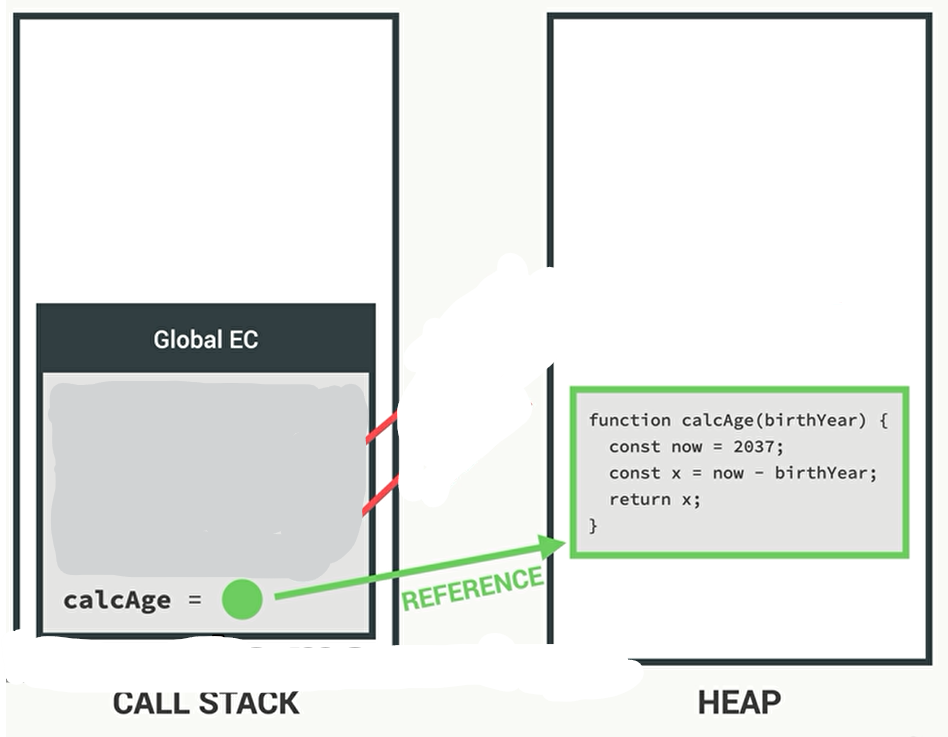 Global EC
function calcAge(birthYear) {
const now = 2037;
const x = now - birthYear;
return x;
}
calcAge =
REFERENCE
CALL STACK
HEAP